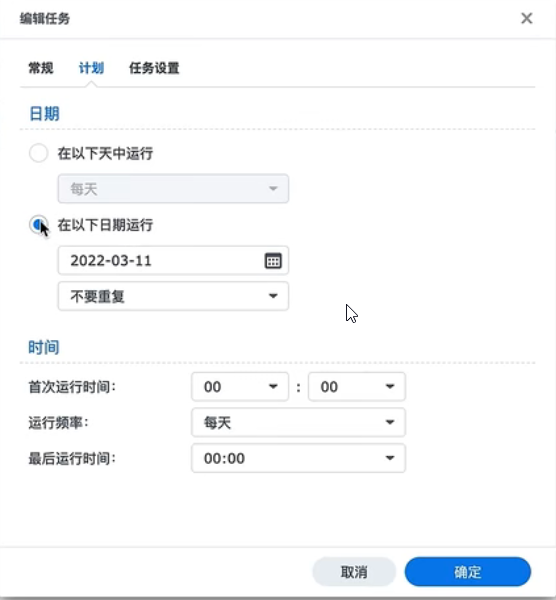 编辑任务
常规 计划 任务设置
日期
在以下天中运行
每天
在以下日期运行
2022-03-11
不要重复
时间
首次运行时间: 00 : 00
运行频率: 每天
最后运行时间: 00:00
取消 确定